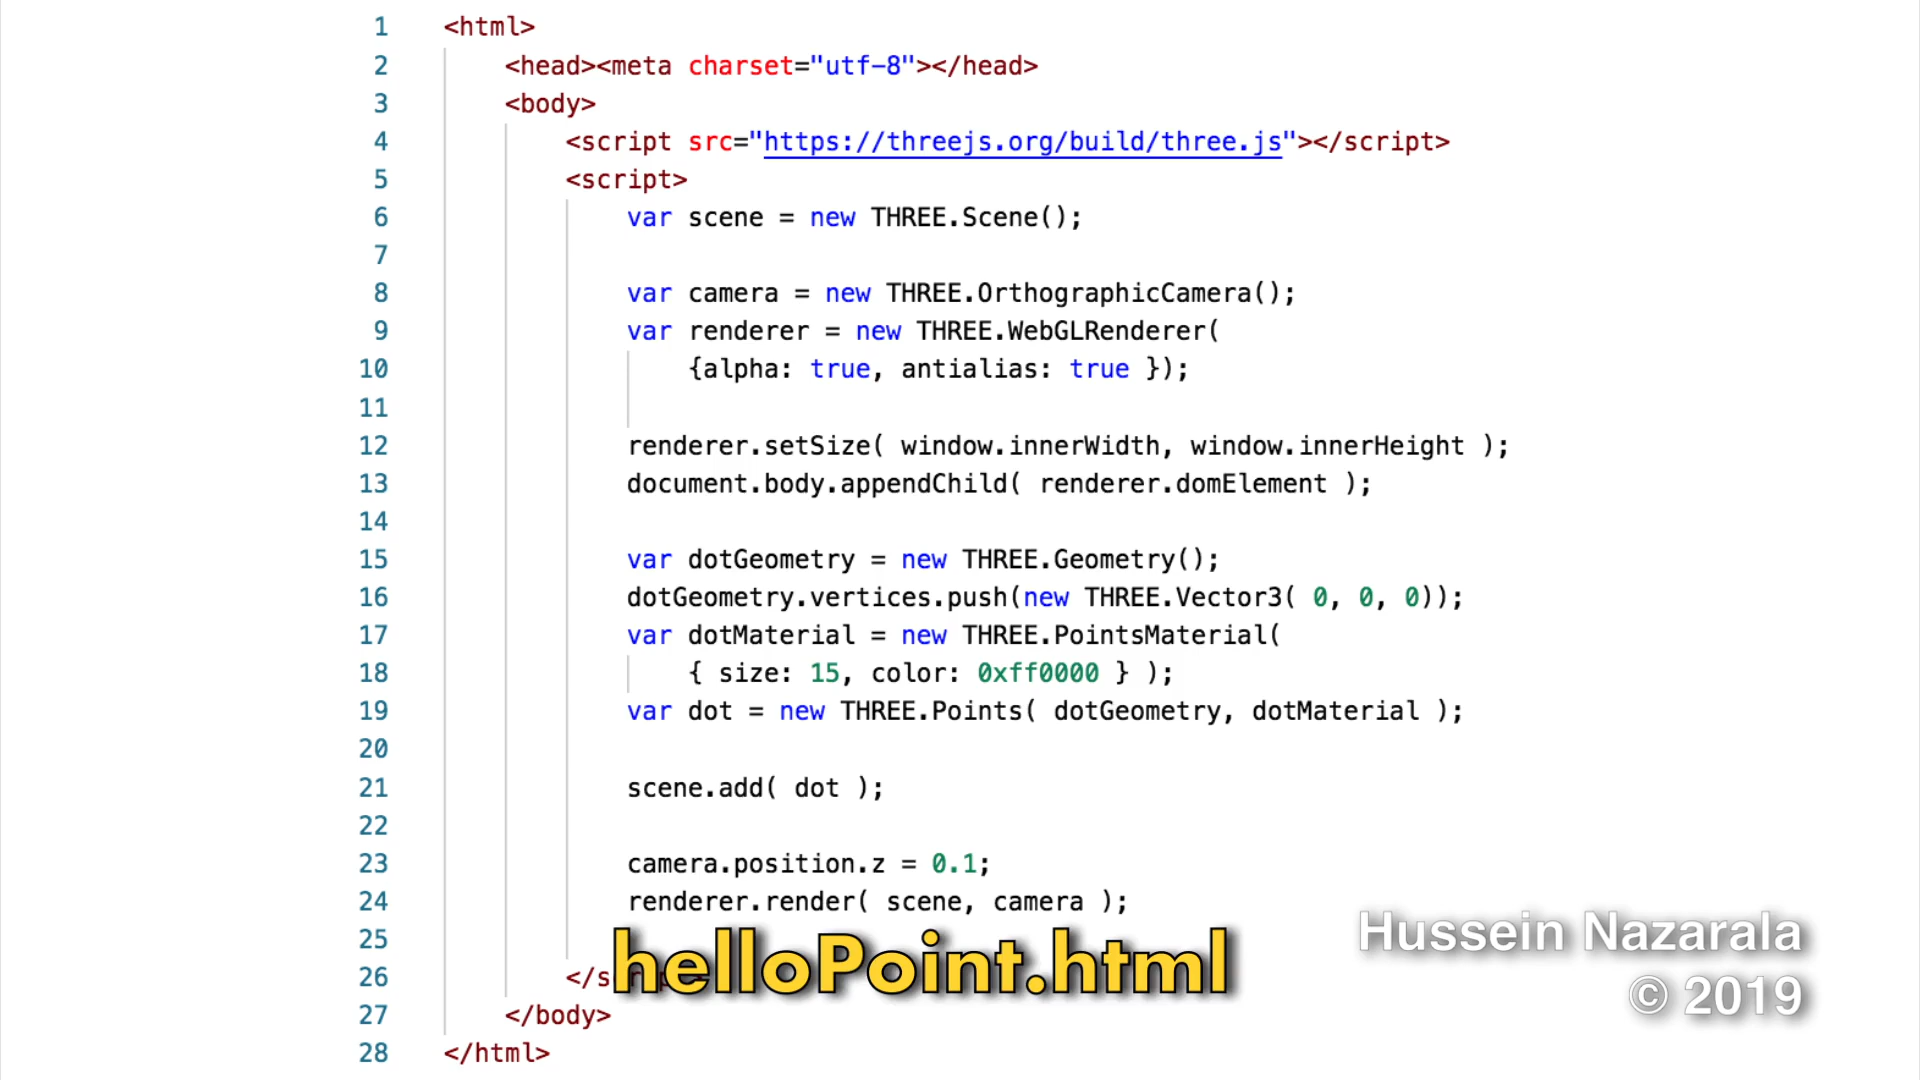 1 <html>
2 <head><meta charset="utf-8"></head>
3 <body>
4 <script src="https://threejs.org/build/three.js"></script>
5 <script>
6 var scene = new THREE.Scene();
7
8 var camera = new THREE.OrthographicCamera();
9 var renderer = new THREE.WebGLRenderer(
10 {alpha: true, antialias: true });
11
12 renderer.setSize( window.innerWidth, window.innerHeight );
13 document.body.appendChild( renderer.domElement );
14
15 var dotGeometry = new THREE.Geometry();
16 dotGeometry.vertices.push(new THREE.Vector3( 0, 0, 0));
17 var dotMaterial = new THREE.PointsMaterial(
18 { size: 15, color: 0xff0000 } );
19 var dot = new THREE.Points( dotGeometry, dotMaterial );
20
21 scene.add( dot );
22
23 camera.position.z = 0.1;
24 renderer.render( scene, camera );
25
26
27 </body>
28 </html>
helloPoint.html
Hussein Nazarala
© 2019